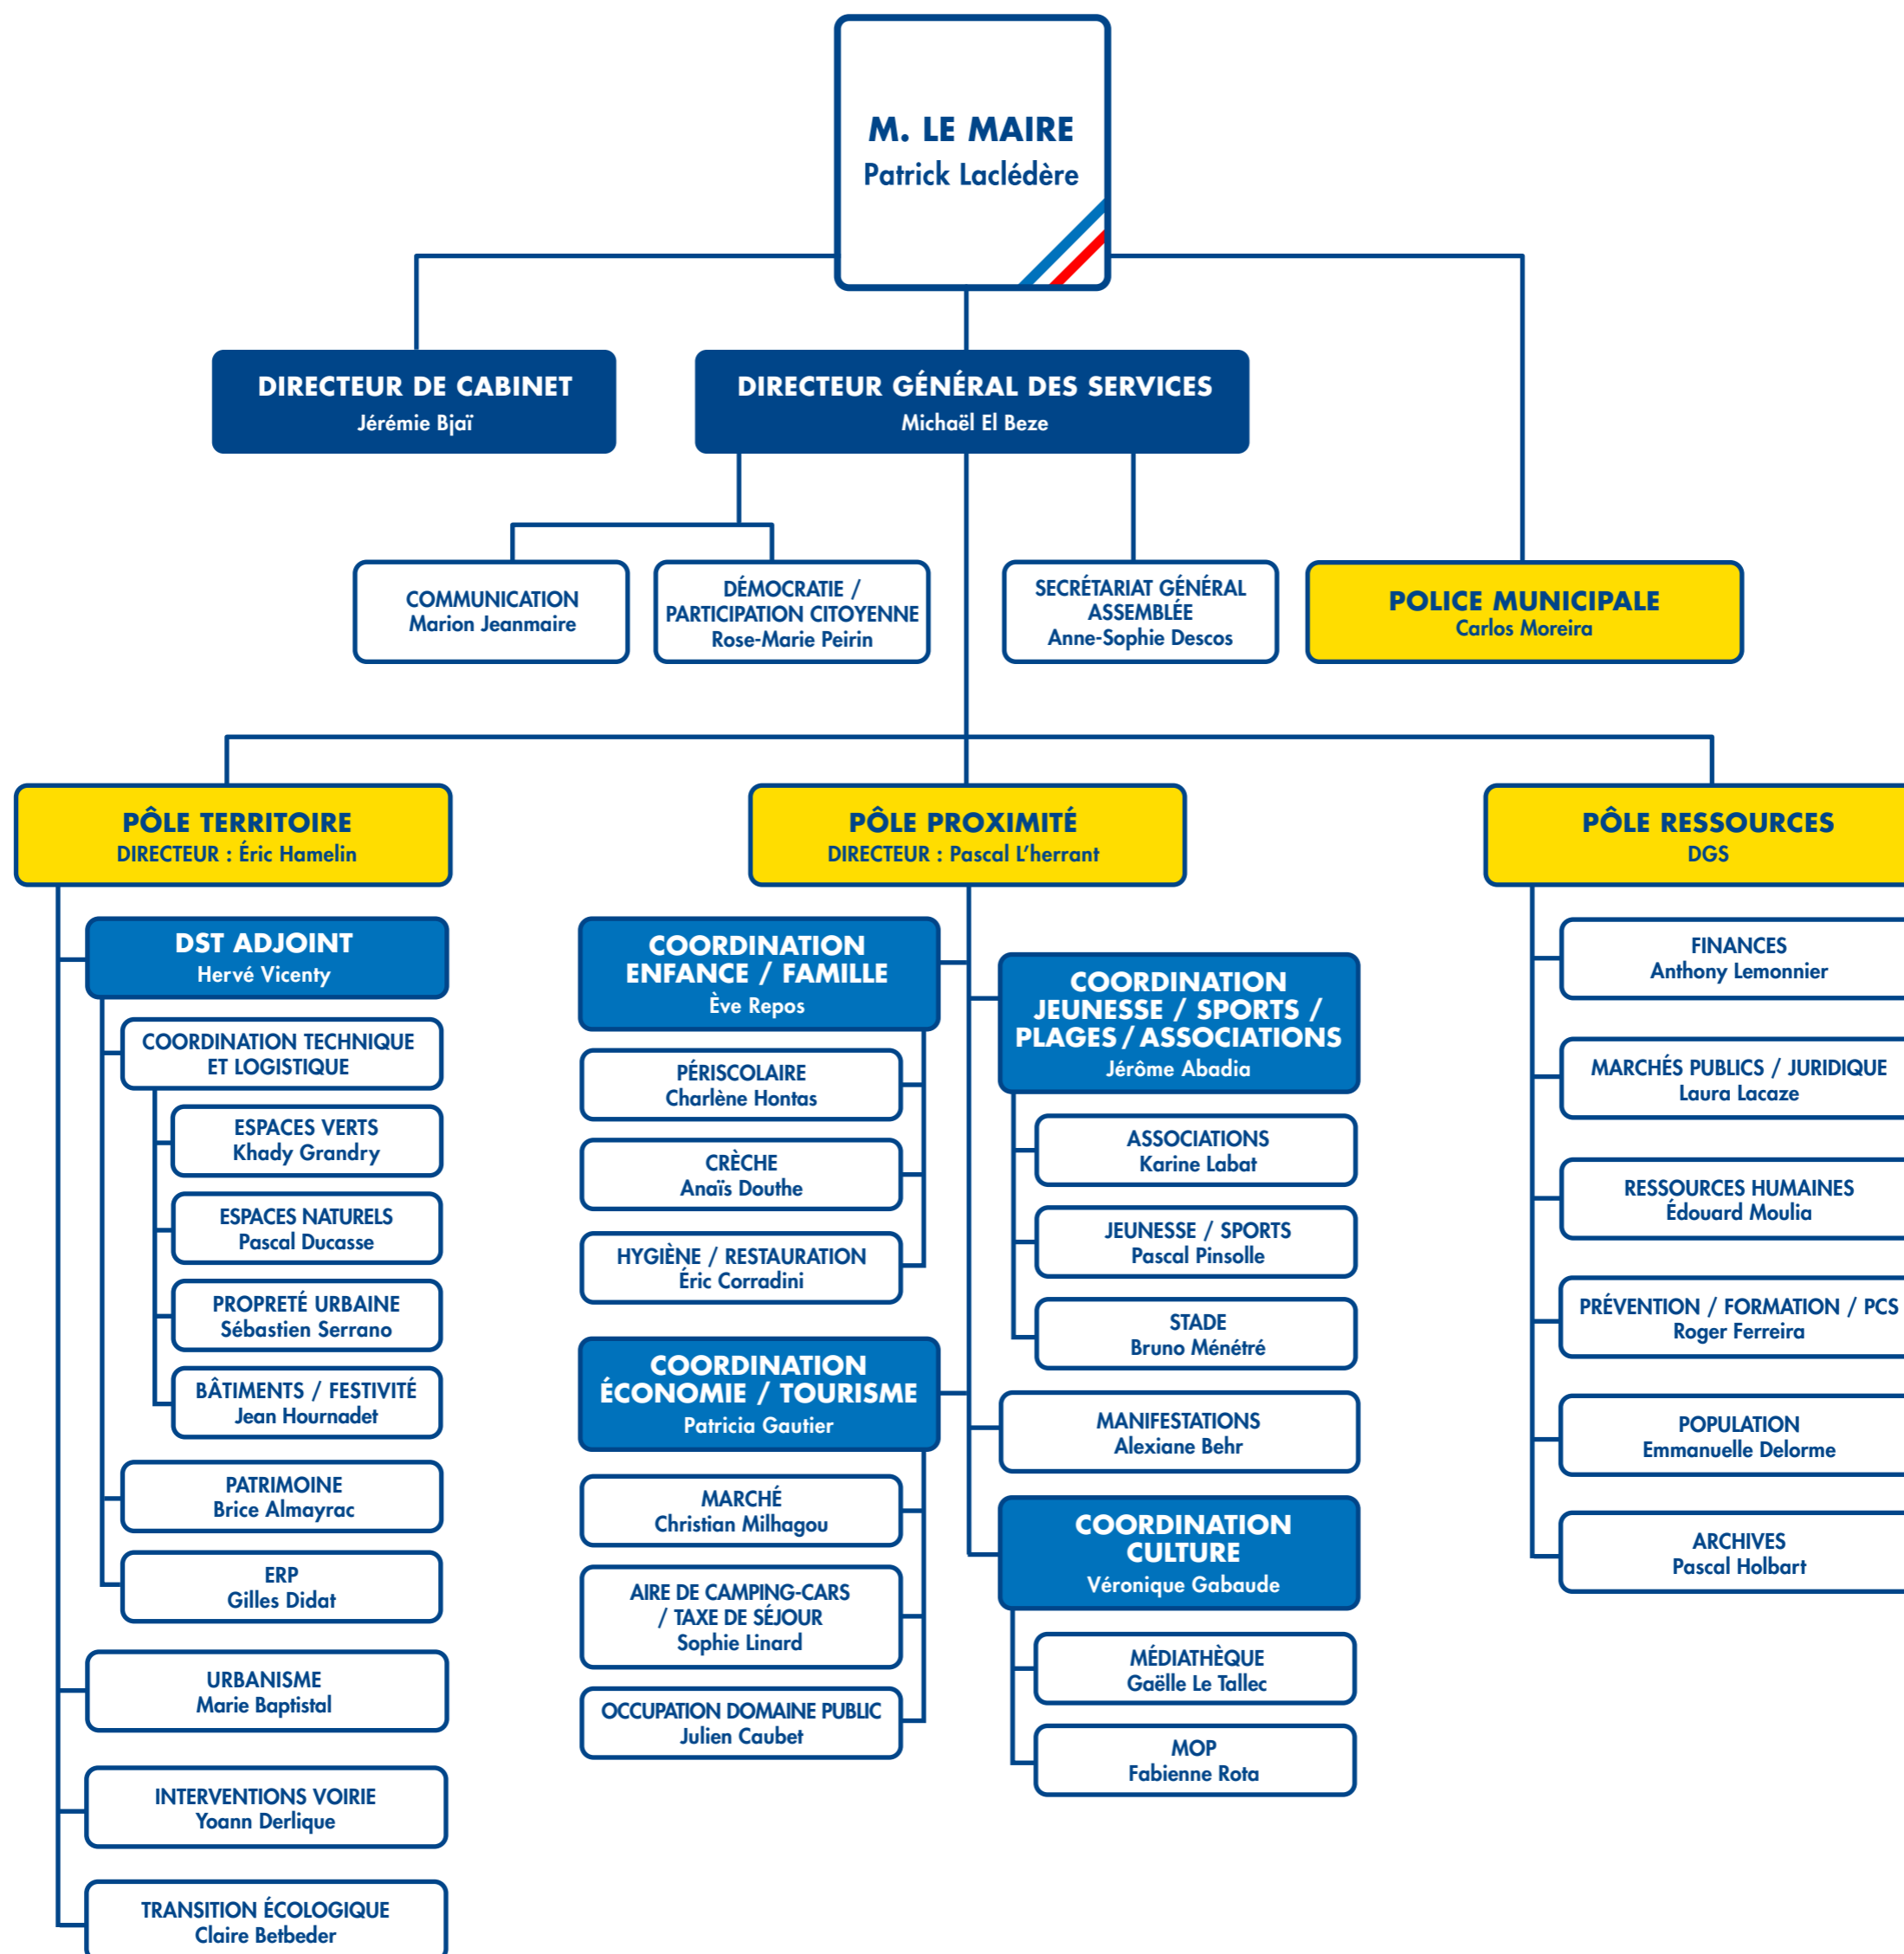 M. LE MAIRE
Patrick Laclédère
DIRECTEUR DE CABINET
Jérémie Bjaï
DIRECTEUR GÉNÉRAL DES SERVICES
Michaël El Beze
COMMUNICATION
Marion Jeanmaire
DÉMOCRATIE /
PARTICIPATION CITOYENNE
Rose-Marie Peirin
SECRÉTARIAT GÉNÉRAL
ASSEMBLÉE
Anne-Sophie Descos
POLICE MUNICIPALE
Carlos Moreira
PÔLE TERRITOIRE
DIRECTEUR : Éric Hamelin
DST ADJOINT
Hervé Vicenty
COORDINATION TECHNIQUE
ET LOGISTIQUE
ESPACES VERTS
Khady Grandry
ESPACES NATURELS
Pascal Ducasse
PROPRETÉ URBAINE
Sébastien Serrano
BÂTIMENTS / FESTIVITÉ
Jean Hournadet
PATRIMOINE
Brice Almayrac
ERP
Gilles Didat
URBANISME
Marie Baptistal
INTERVENTIONS VOIRIE
Yoann Derlique
TRANSITION ÉCOLOGIQUE
Claire Betbeder
PÔLE PROXIMITÉ
DIRECTEUR : Pascal L’herrant
COORDINATION
ENFANCE / FAMILLE
Ève Repos
PÉRISCOLAIRE
Charlène Hontas
CRÈCHE
Anaïs Douthe
HYGIÈNE / RESTAURATION
Éric Corradini
COORDINATION
ÉCONOMIE / TOURISME
Patricia Gautier
MARCHÉ
Christian Milhagou
AIRE DE CAMPING-CARS
/ TAXE DE SÉJOUR
Sophie Linard
OCCUPATION DOMAINE PUBLIC
Julien Caubet
COORDINATION
JEUNESSE / SPORTS /
PLAGES / ASSOCIATIONS
Jérôme Abadia
ASSOCIATIONS
Karine Labat
JEUNESSE / SPORTS
Pascal Pinsolle
STADE
Bruno Ménétré
MANIFESTATIONS
Alexiane Behr
COORDINATION
CULTURE
Véronique Gabaude
MÉDIATHÈQUE
Gaëlle Le Tallec
MOP
Fabienne Rota
PÔLE RESSOURCES
DGS
FINANCES
Anthony Lemonnier
MARCHÉS PUBLICS / JURIDIQUE
Laura Lacaze
RESSOURCES HUMAINES
Édouard Moulia
PRÉVENTION / FORMATION / PCS
Roger Ferreira
POPULATION
Emmanuelle Delorme
ARCHIVES
Pascal Holbart